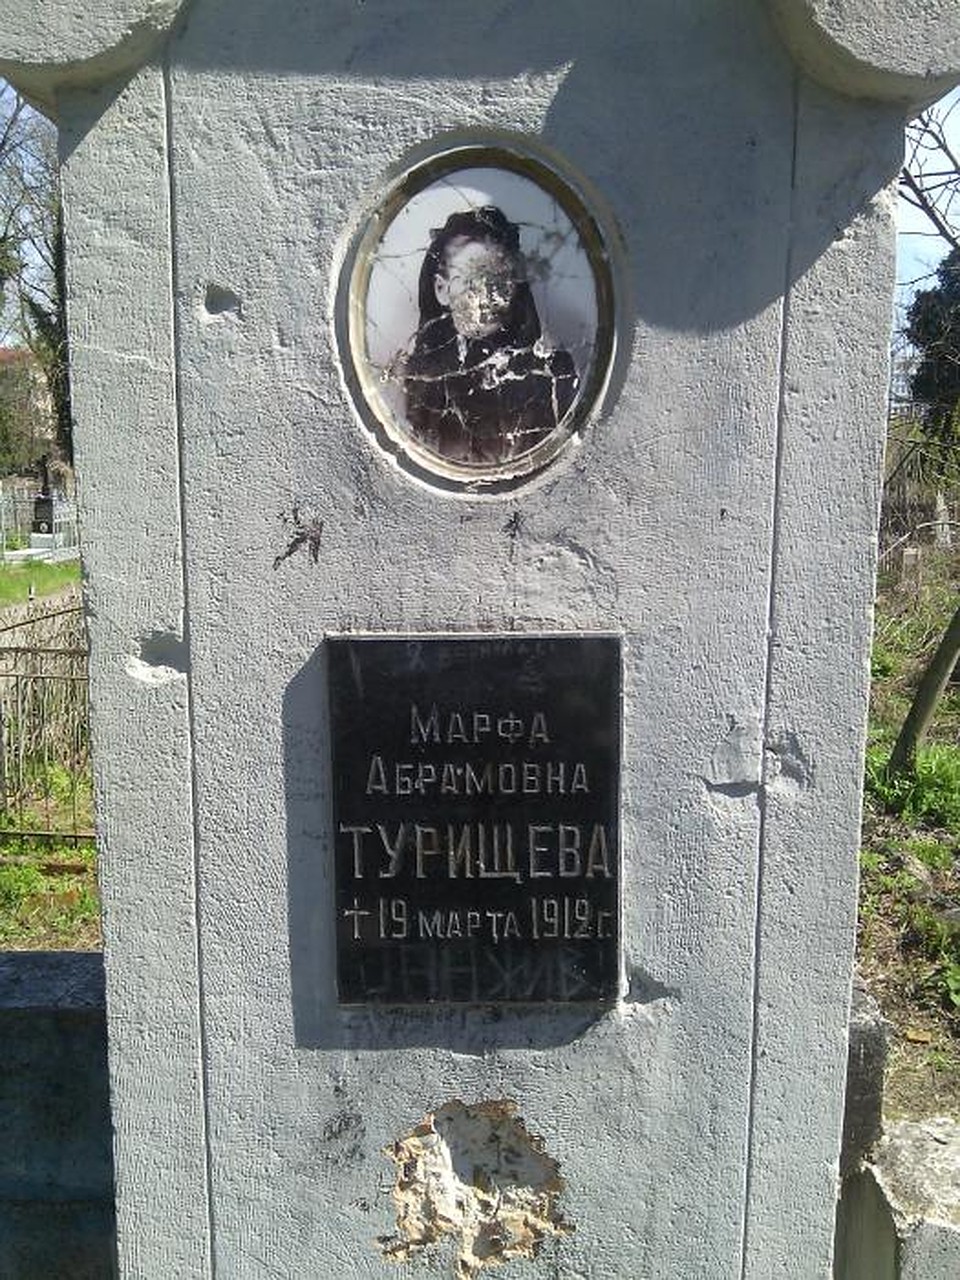 Марфа
Абрамовна
ТУРИЩЕВА
†19 марта 1912 г.